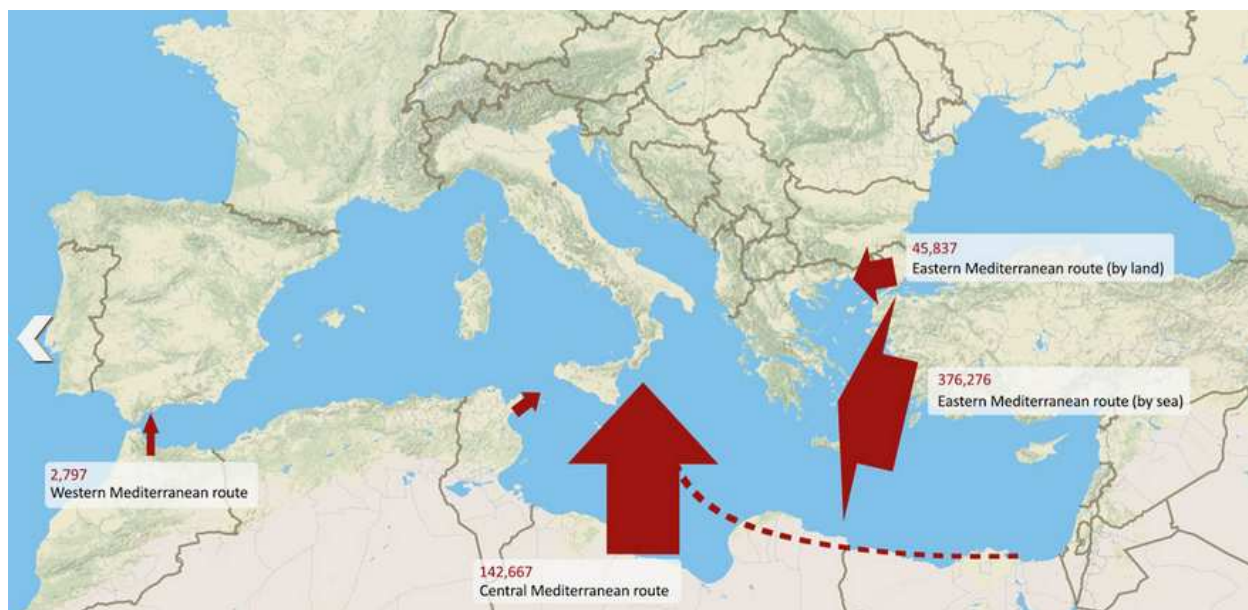 45,837
Eastern Mediterranean route (by land)
376,276
Eastern Mediterranean route (by sea)
2,797
Western Mediterranean route
142,667
Central Mediterranean route